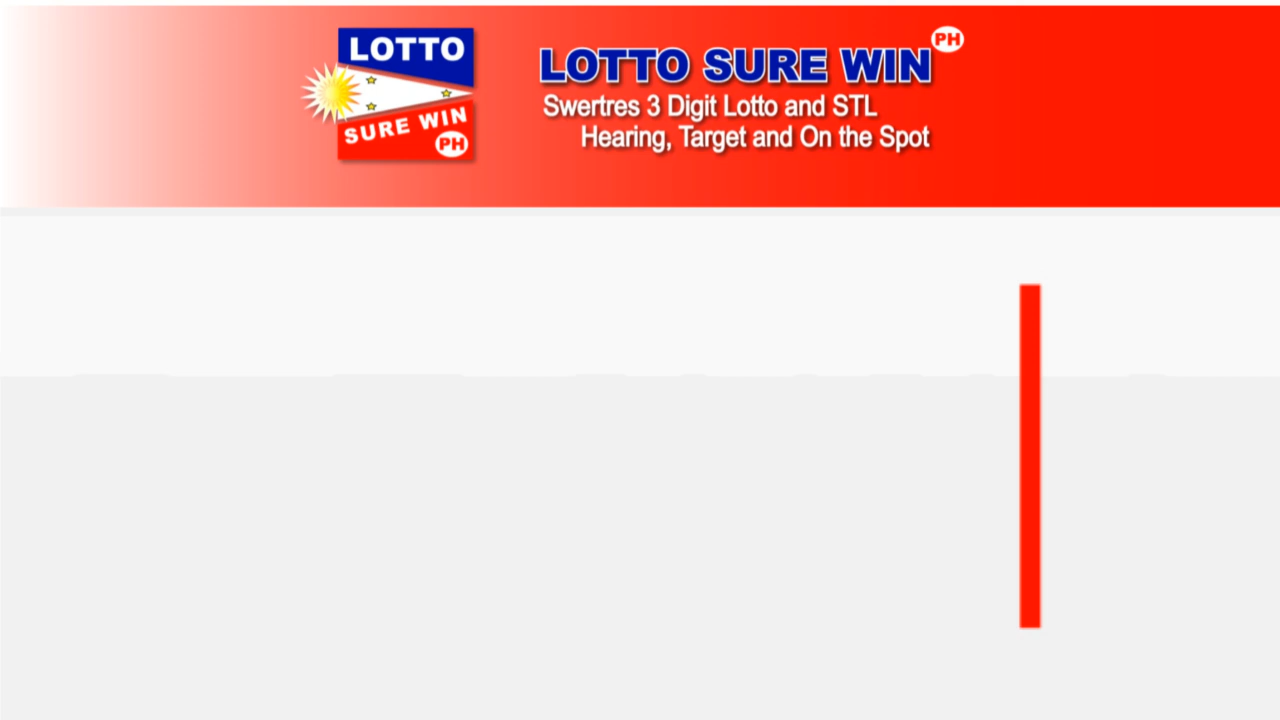 LOTTO
SURE WIN
PH
LOTTO SURE WIN PH
Swertres 3 Digit Lotto and STL
Hearing, Target and On the Spot